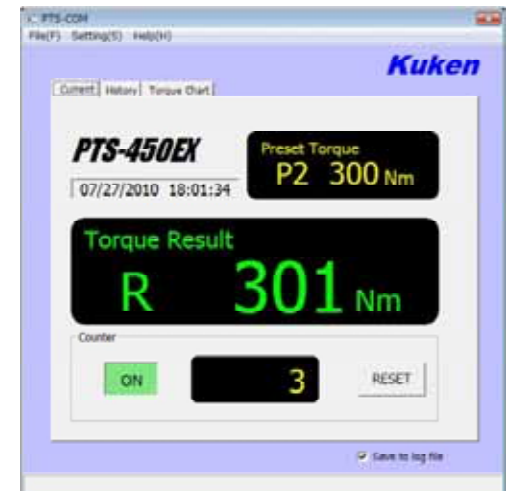 PTS-COM
File(F) Setting(S) Help(H)
Kuken
Current History Torque Chart
PTS-450EX
07/27/2010 18:01:34
Preset Torque
P2 300 Nm
Torque Result
R 301 Nm
Counter
ON 3 RESET
Save to log file